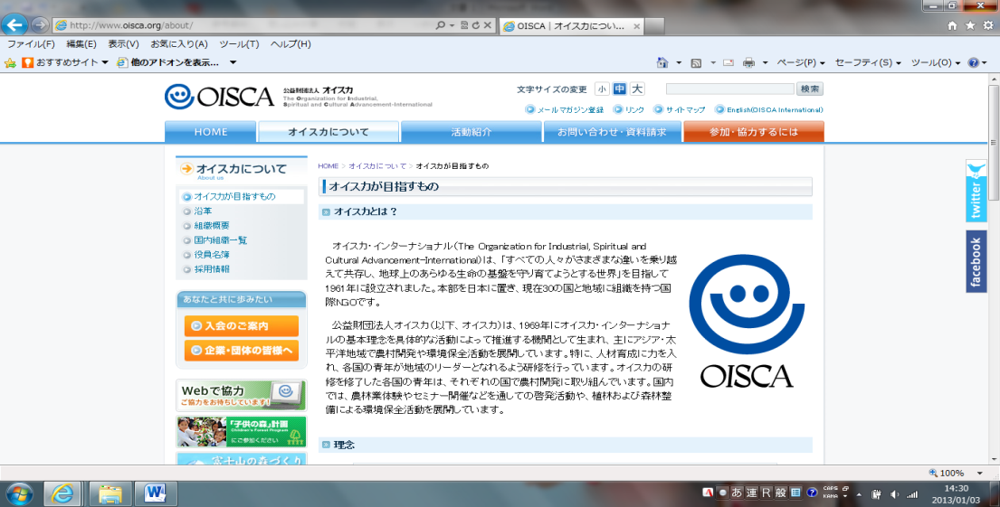 http://www.oisca.org/about/
OISCA | オイスカについ...
ファイル(F) 編集(E) 表示(V) お気に入り(A) ツール(T) ヘルプ(H)
おすすめサイト 他のアドオンを表示...
ページ(P) セーフティ(S) ツール(O)
OISCA 公益財団法人 オイスカ
The Organization for Industrial,
Spiritual and Cultural Advancement-International
文字サイズの変更 小 中 大 検索
メールマガジン登録 リンク サイトマップ English(OISCA International)
HOME オイスカについて 活動紹介 お問い合わせ・資料請求 参加・協力するには
オイスカについて
About us
オイスカが目指すもの
沿革
組織概要
国内組織一覧
役員名簿
採用情報
あなたと共に歩みたい
入会のご案内
企業・団体の皆様へ
Webで協力
ご協力をお待ちしています!
「子供の森」計画
Children's Forest Program
にご参加ください
富士山の森づくり
HOME > オイスカについて > オイスカが目指すもの
オイスカが目指すもの
オイスカとは？
オイスカ・インターナショナル(The Organization for Industrial, Spiritual and
Cultural Advancement-International)は、「すべての人々がさまざまな違いを乗り越
えて共存し、地球上のあらゆる生命の基盤を守り育てようとする世界」を目指して
1961年に設立されました。本部を日本に置き、現在30の国と地域に組織を持つ国
際NGOです。
公益財団法人オイスカ(以下、オイスカ)は、1969年にオイスカ・インターナショナ
ルの基本理念を具体的な活動によって推進する機関として生まれ、主にアジア・太
平洋地域で農村開発や環境保全活動を展開しています。特に、人材育成に力を入
れ、各国の青年が地域のリーダーとなれるよう研修を行っています。オイスカの研
修を修了した各国の青年は、それぞれの国で農村開発に取り組んでいます。国内
では、農林業体験やセミナー開催などを通しての啓発活動や、植林および森林整
備による環境保全活動を展開しています。
OISCA
理念
twitter
facebook
100%
A あ 連 R 般
CAPS
KANA
14:30
2013/01/03